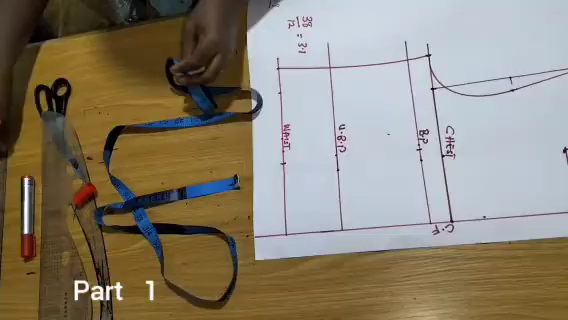 38
12
= 3.1
WAIST
U.B.P
B.P
CHEST
C.F
Part 1